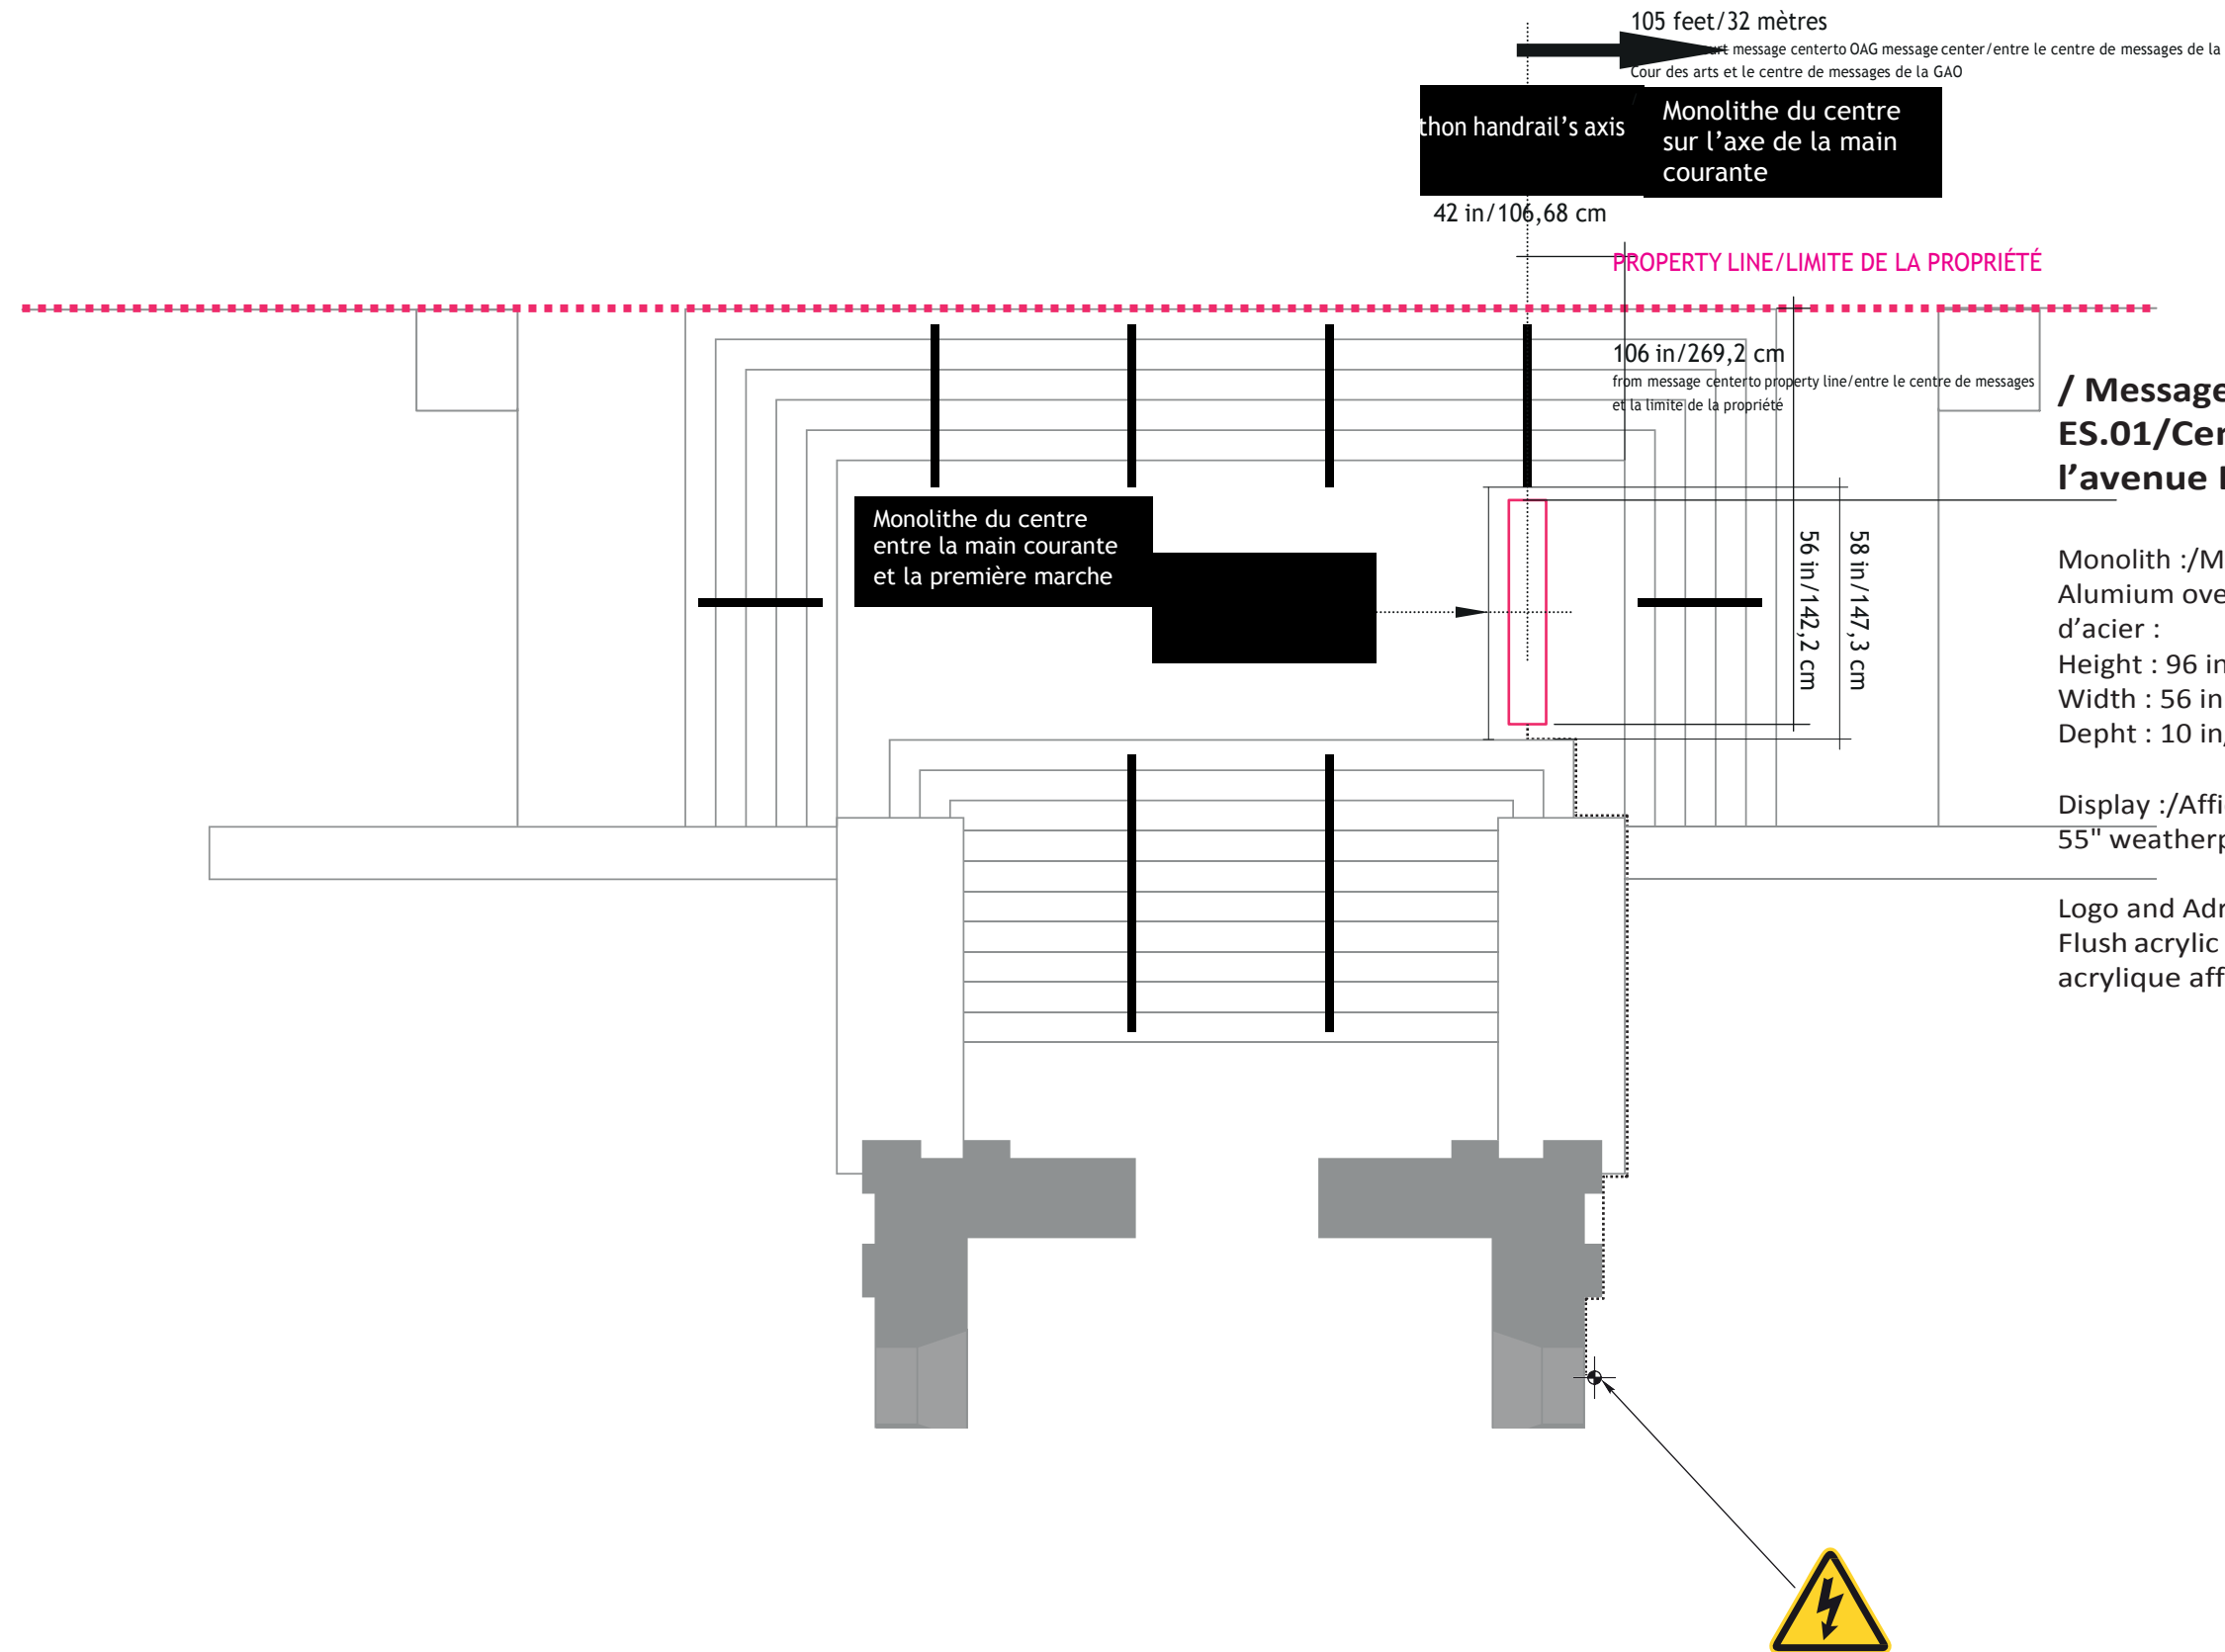 105 feet/32 mètres
message centerto OAG message center/entre le centre de messages de la
Cour des arts et le centre de messages de la GAO
thon handrail's axis
Monolithe du centre
sur l'axe de la main
courante
42 in/106,68 cm
PROPERTY LINE/LIMITE DE LA PROPRIÉTÉ
106 in/269,2 cm
from message centerto property line/entre le centre de messages
et la limite de la propriété
/ Message
ES.01/Cer
l'avenue
Monolithe du centre
entre la main courante
et la première marche
56 in/142,2 cm
58 in/147,3 cm
Monolith :/M
Alumium ove
d'acier :
Height : 96 in
Width : 56 in
Depht : 10 in/
Display :/Affi
55" weatherp
Logo and Adr
Flush acrylic
acrylique aff